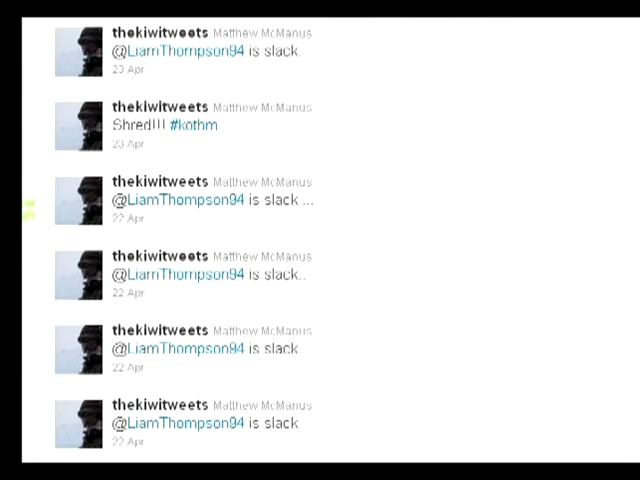 thekiwitweets Matthew McManus
@LiamThompson94 is slack.
23 Apr
thekiwitweets Matthew McManus
Shred!!! #kothm
23 Apr
thekiwitweets Matthew McManus
@LiamThompson94 is slack ...
22 Apr
thekiwitweets Matthew McManus
@LiamThompson94 is slack..
22 Apr
thekiwitweets Matthew McManus
@LiamThompson94 is slack.
22 Apr
thekiwitweets Matthew McManus
@LiamThompson94 is slack
22 Apr